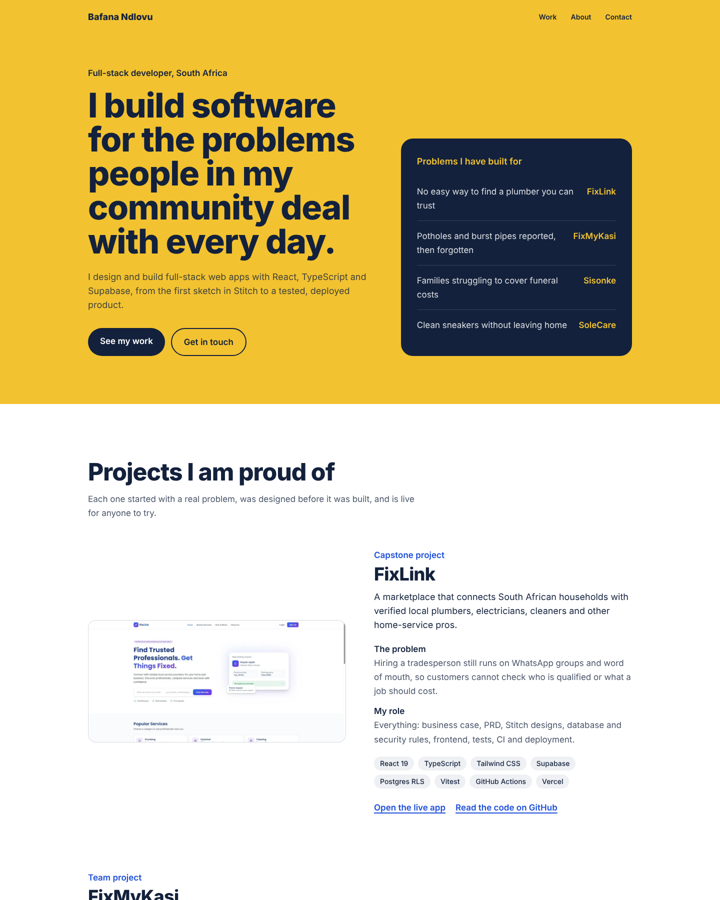 Bafana Ndlovu
Work About Contact
Full-stack developer, South Africa
I build software
for the problems
people in my
community deal
with every day.
I design and build full-stack web apps with React, TypeScript and
Supabase, from the first sketch in Stitch to a tested, deployed
product.
See my work
Get in touch
Problems I have built for
No easy way to find a plumber you can
trust
FixLink
Potholes and burst pipes reported,
then forgotten
FixMyKasi
Families struggling to cover funeral
costs
Sisonke
Clean sneakers without leaving home
SoleCare
Projects I am proud of
Each one started with a real problem, was designed before it was built, and is live
for anyone to try.
Find Trusted
Professionals. Get
Things Fixed.
Popular Services
Capstone project
FixLink
A marketplace that connects South African households with
verified local plumbers, electricians, cleaners and other
home-service pros.
The problem
Hiring a tradesperson still runs on WhatsApp groups and word
of mouth, so customers cannot check who is qualified or what a
job should cost.
My role
Everything: business case, PRD, Stitch designs, database and
security rules, frontend, tests, CI and deployment.
React 19 TypeScript Tailwind CSS Supabase
Postgres RLS Vitest GitHub Actions Vercel
Open the live app Read the code on GitHub
Team project
FixMyKasi